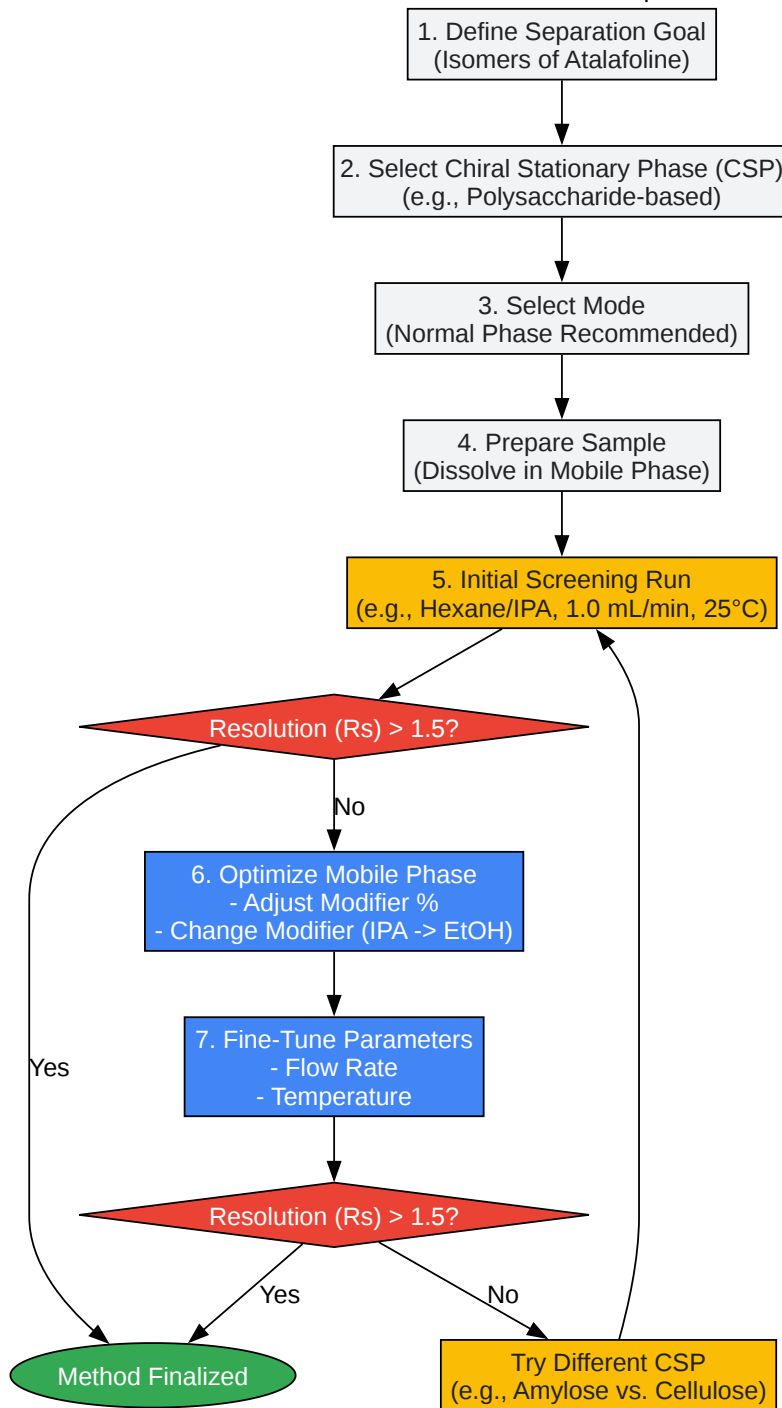 1. Define Separation Goal
(Isomers of Atalafoline)
2. Select Chiral Stationary Phase (CSP)
(e.g., Polysaccharide-based)
3. Select Mode
(Normal Phase Recommended)
4. Prepare Sample
(Dissolve in Mobile Phase)
5. Initial Screening Run
(e.g., Hexane/IPA, 1.0 mL/min, 25°C)
Resolution (Rs) > 1.5?
No
6. Optimize Mobile Phase
- Adjust Modifier %
- Change Modifier (IPA -> EtOH)
7. Fine-Tune Parameters
- Flow Rate
- Temperature
Yes
Resolution (Rs) > 1.5?
Yes
No
Method Finalized
Try Different CSP
(e.g., Amylose vs. Cellulose)